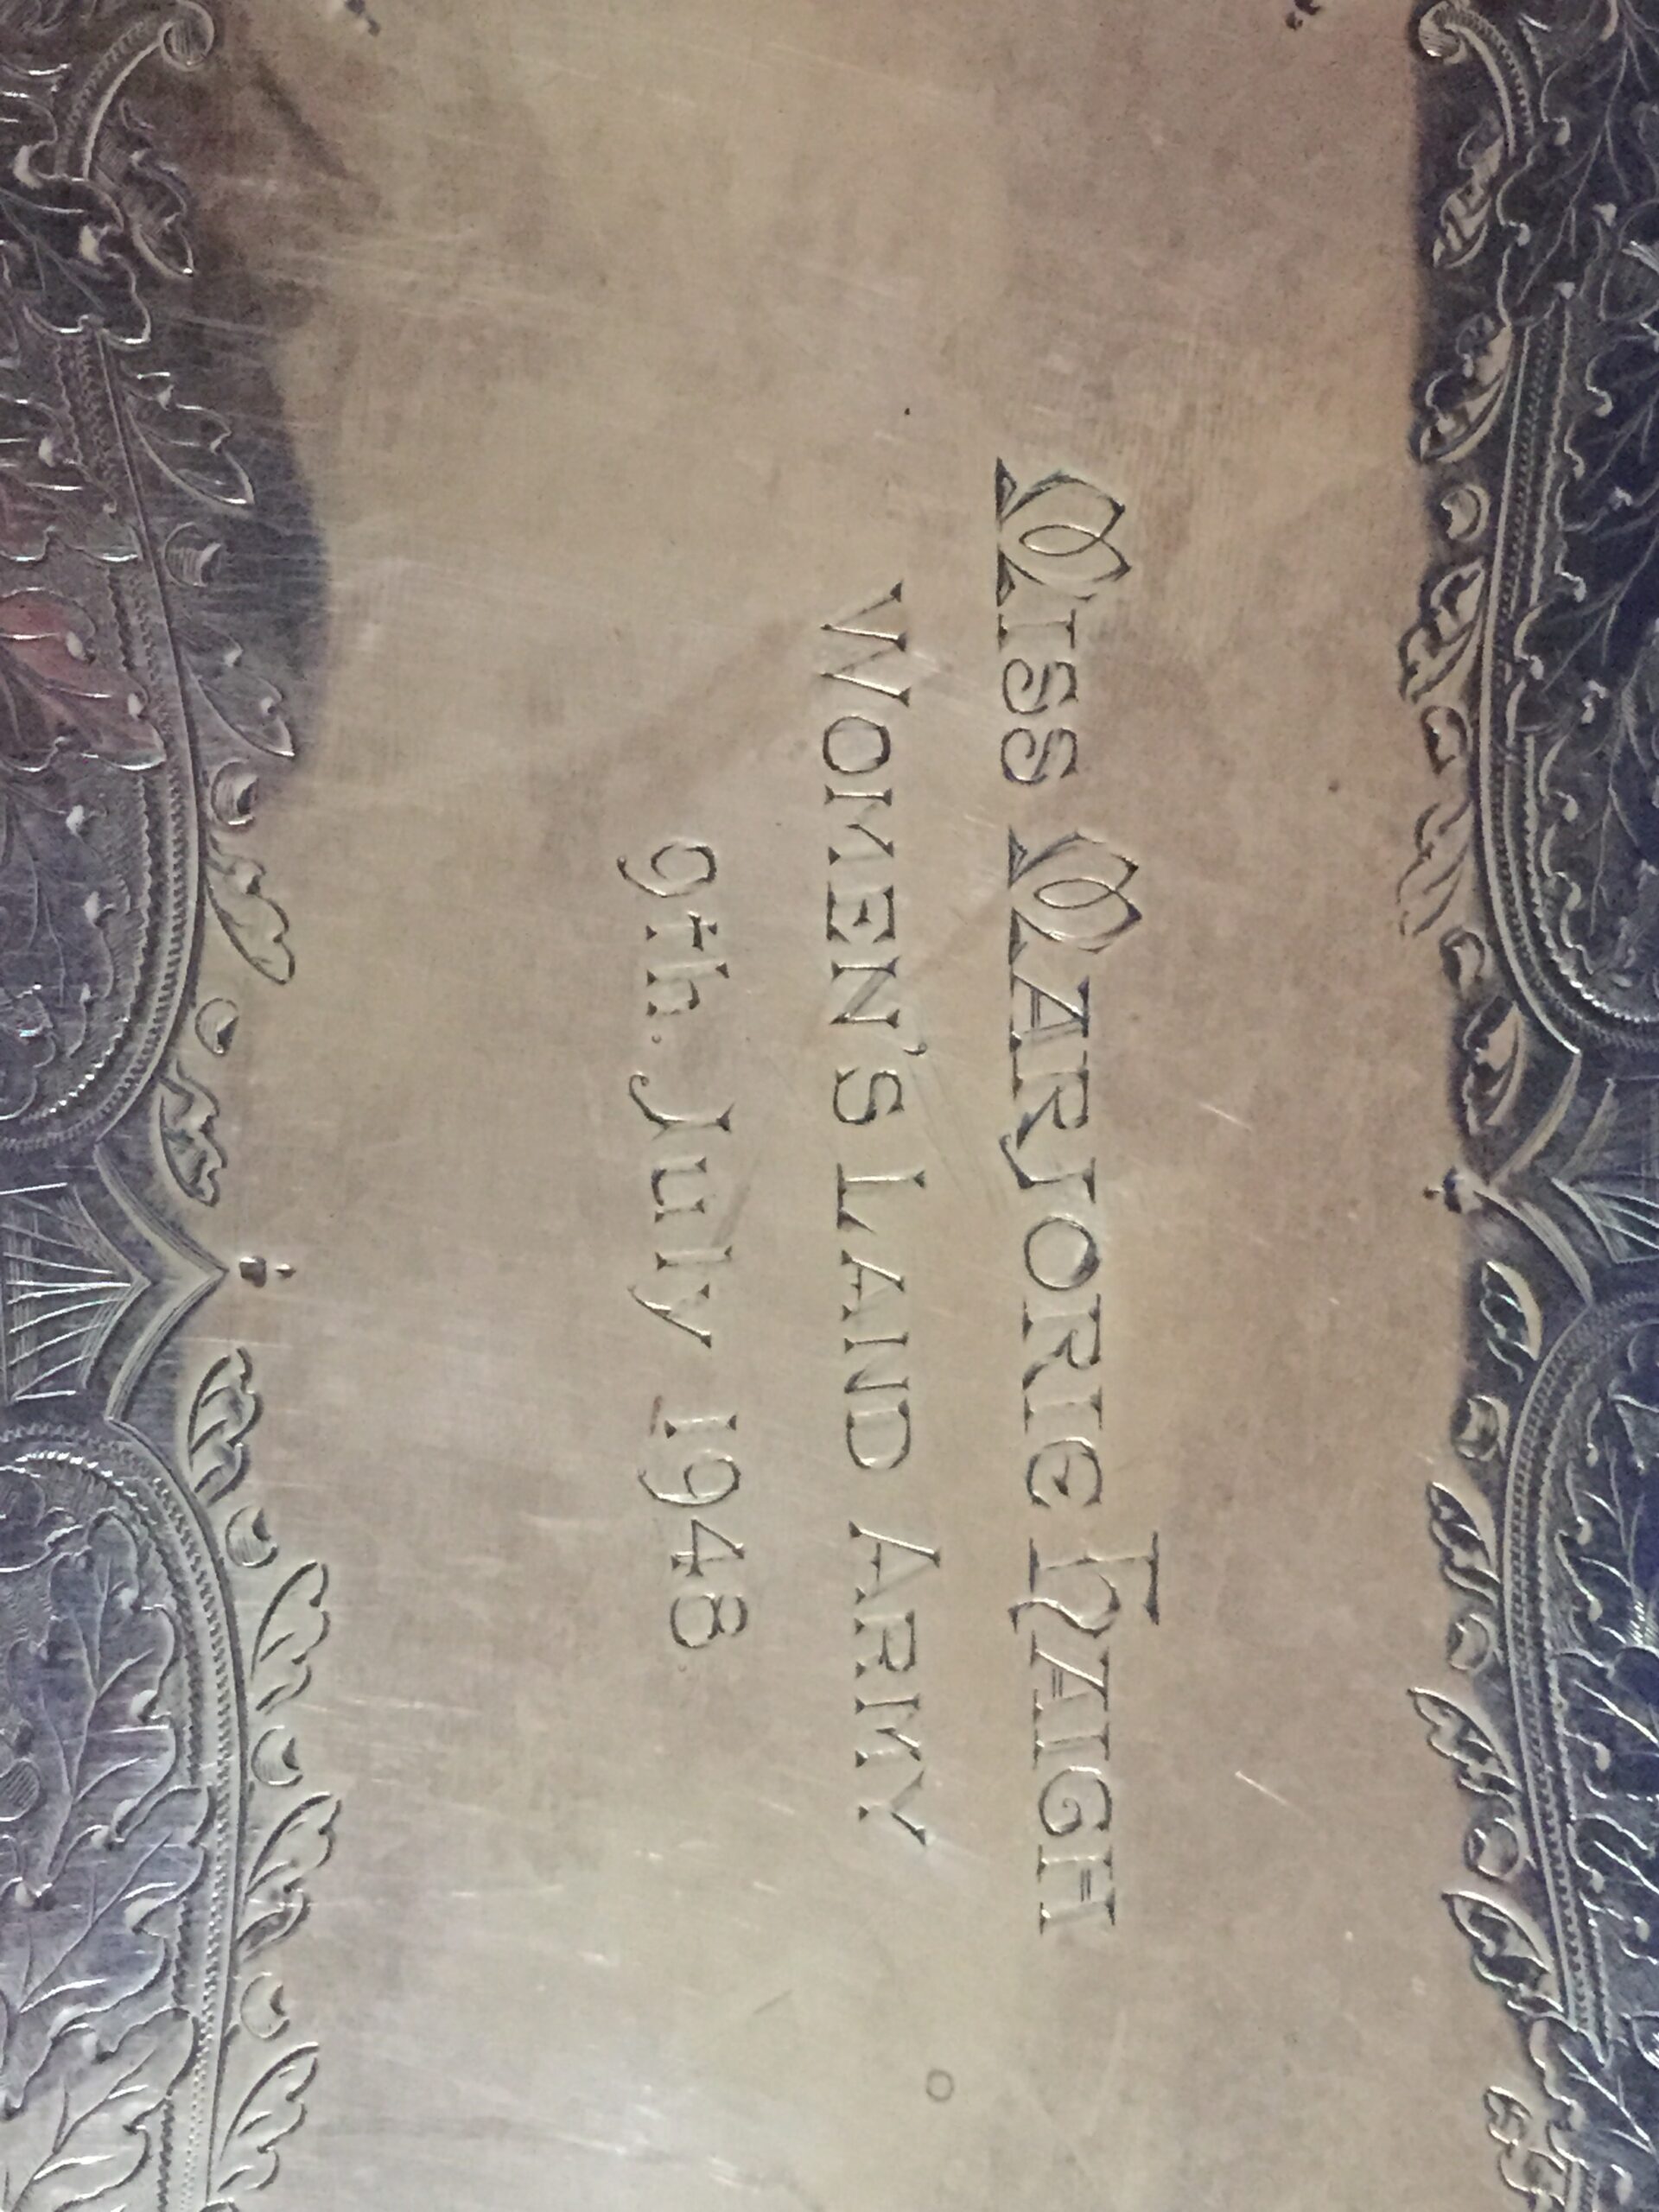 MISS MARJORIE HAIGH
WOMEN'S LAND ARMY
9th. July 1948